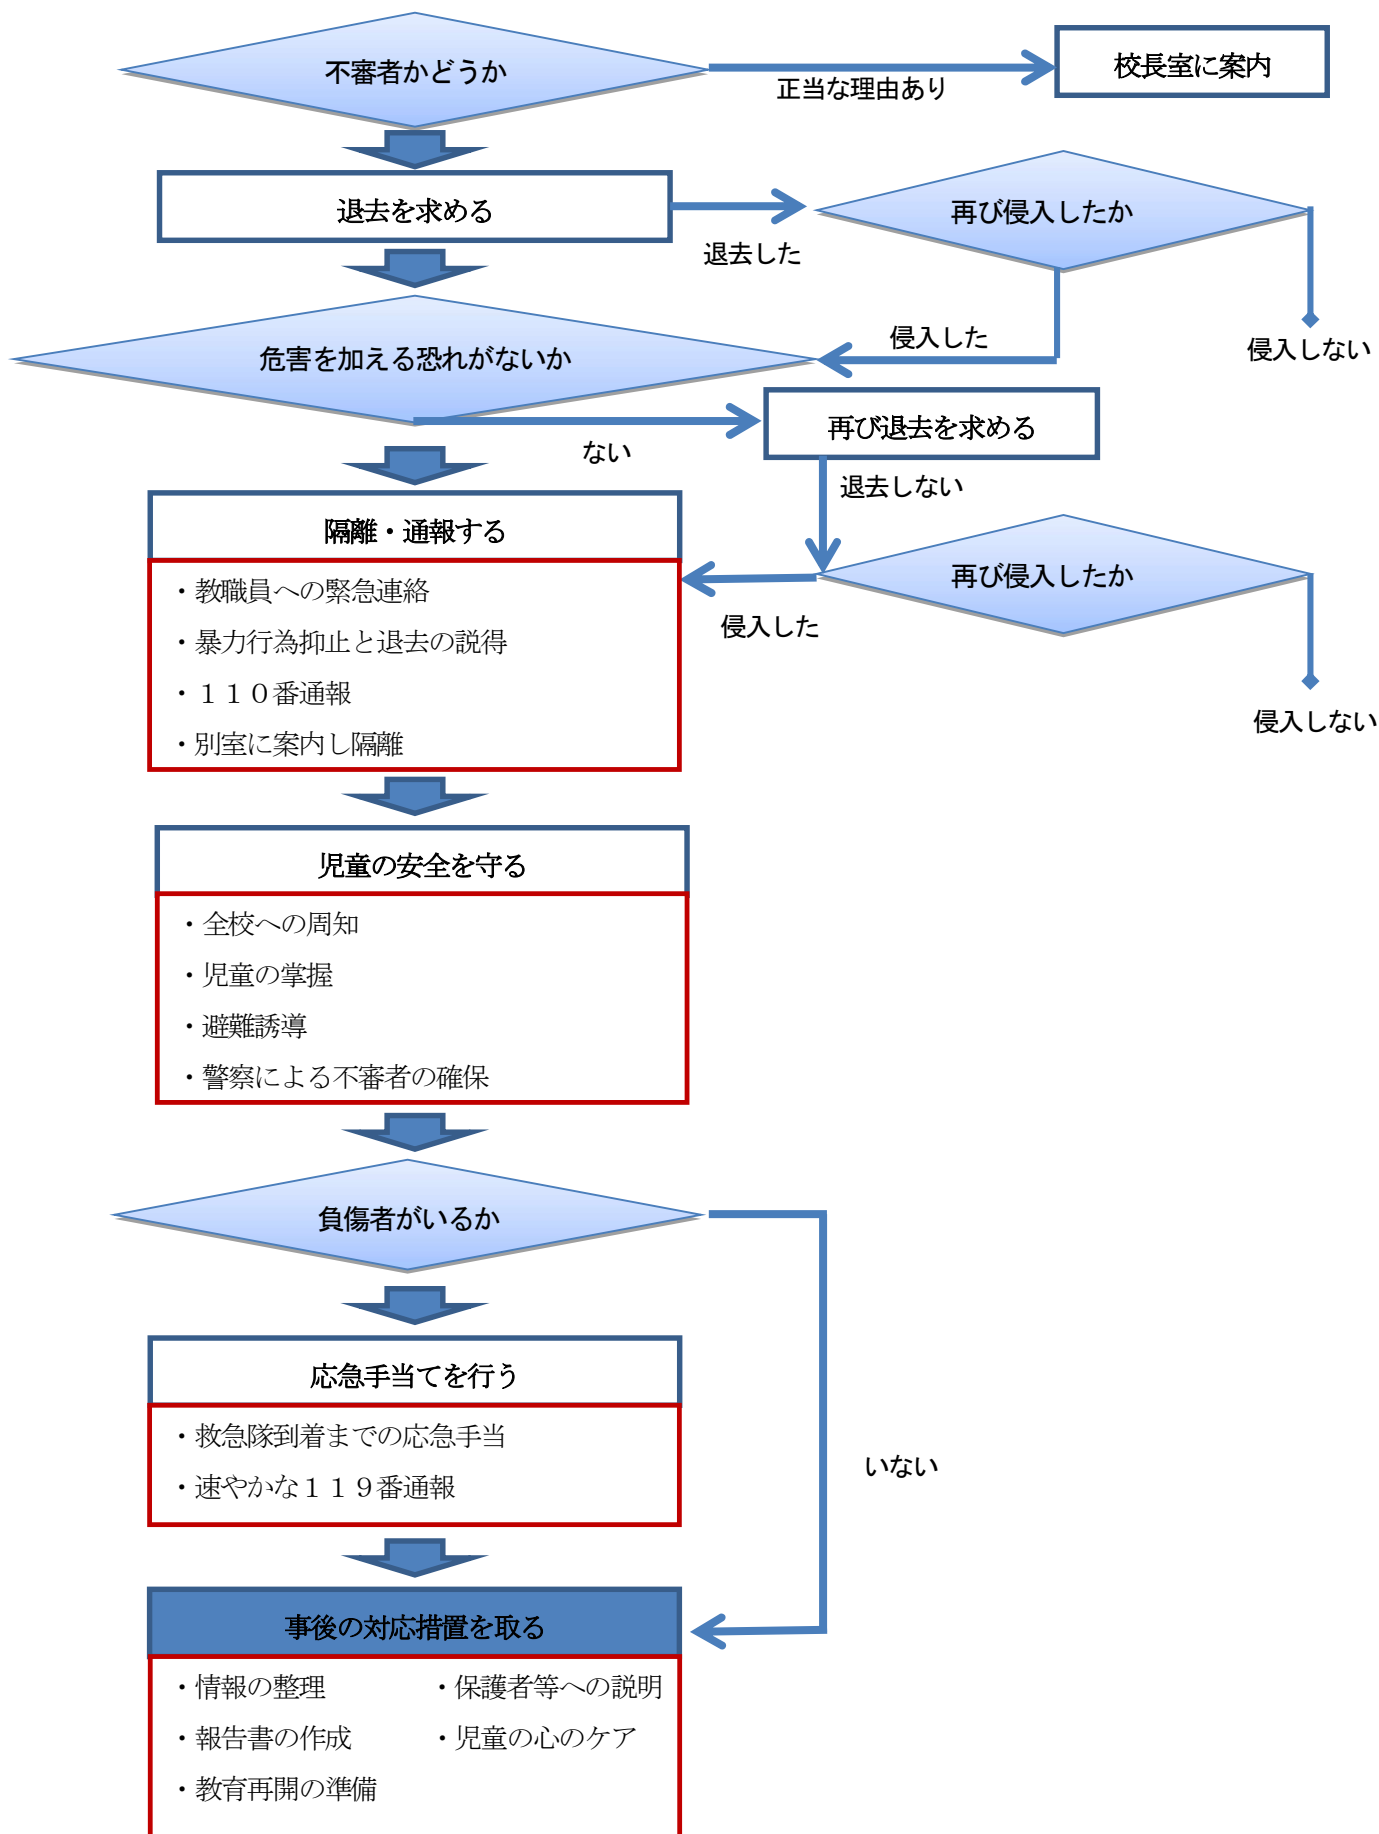 不審者かどうか
正当な理由あり
校長室に案内
退去を求める
退去した
再び侵入したか
侵入した
侵入しない
危害を加える恐れがないか
ない
再び退去を求める
退去しない
隔離・通報する
・教職員への緊急連絡
・暴力行為抑止と退去の説得
・１１０番通報
・別室に案内し隔離
再び侵入したか
侵入した
侵入しない
児童の安全を守る
・全校への周知
・児童の掌握
・避難誘導
・警察による不審者の確保
負傷者がいるか
いない
応急手当てを行う
・救急隊到着までの応急手当
・速やかな１１９番通報
事後の対応措置を取る
・情報の整理　　　　・保護者等への説明
・報告書の作成　　　・児童の心のケア
・教育再開の準備